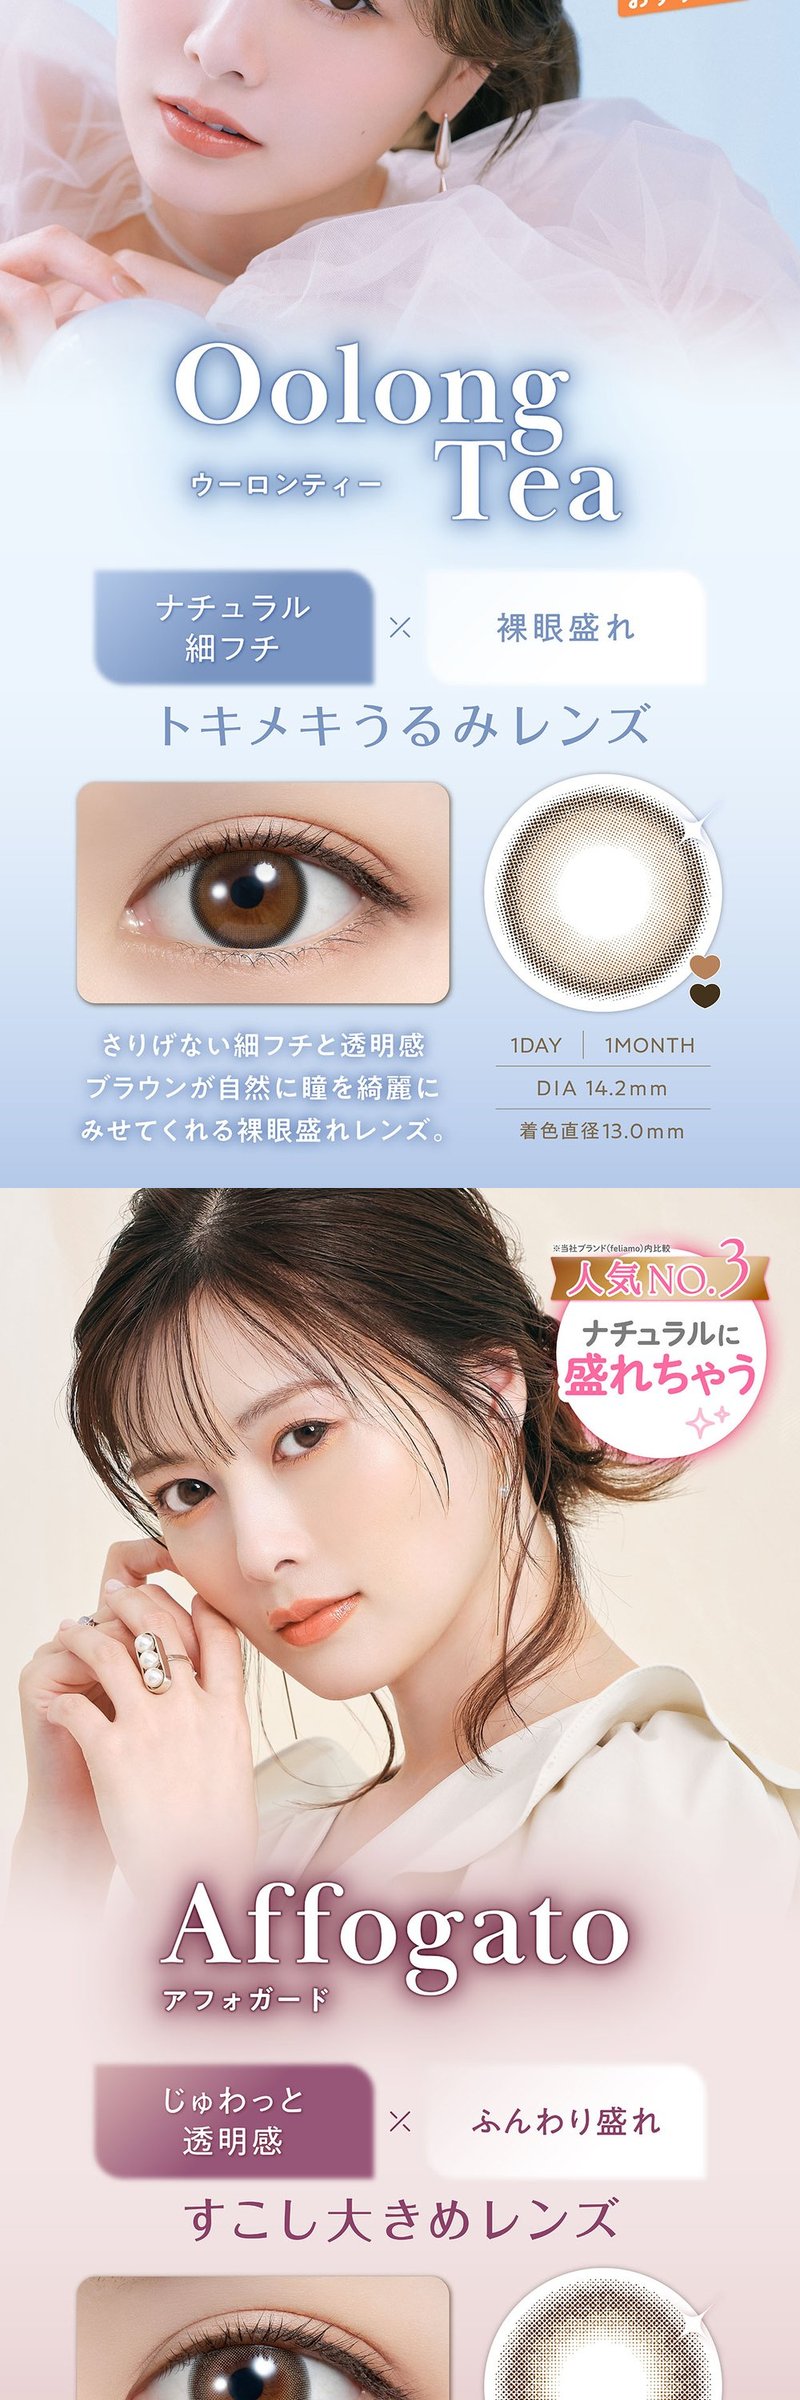 Oolong
Tea
ウーロンティー
ナチュラル
細フチ
×
裸眼盛れ
トキメキうるみレンズ
さりげない細フチと透明感
ブラウンが自然に瞳を綺麗に
みせてくれる裸眼盛れレンズ。
1DAY | 1MONTH
DIA 14.2mm
着色直径13.0mm
※当社ブランド(feliamo)内比較
人気NO.3
ナチュラルに
盛れちゃう
Affogato
アフォガード
じゅわっと
透明感
×
ふんわり盛れ
すこし大きめレンズ